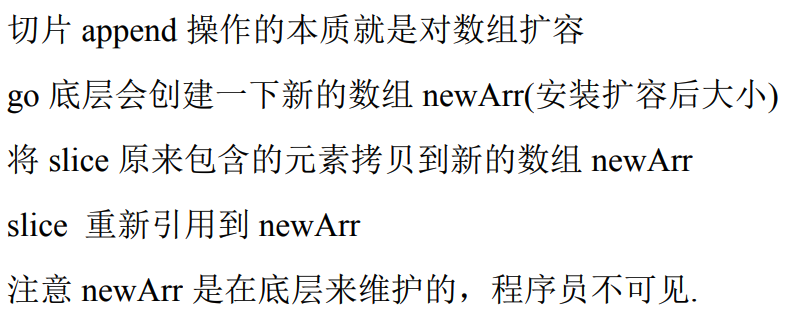 切片 append 操作的本质就是对数组扩容
go 底层会创建一下新的数组 newArr(安装扩容后大小)
将 slice 原来包含的元素拷贝到新的数组 newArr
slice 重新引用到 newArr
注意 newArr 是在底层来维护的，程序员不可见.